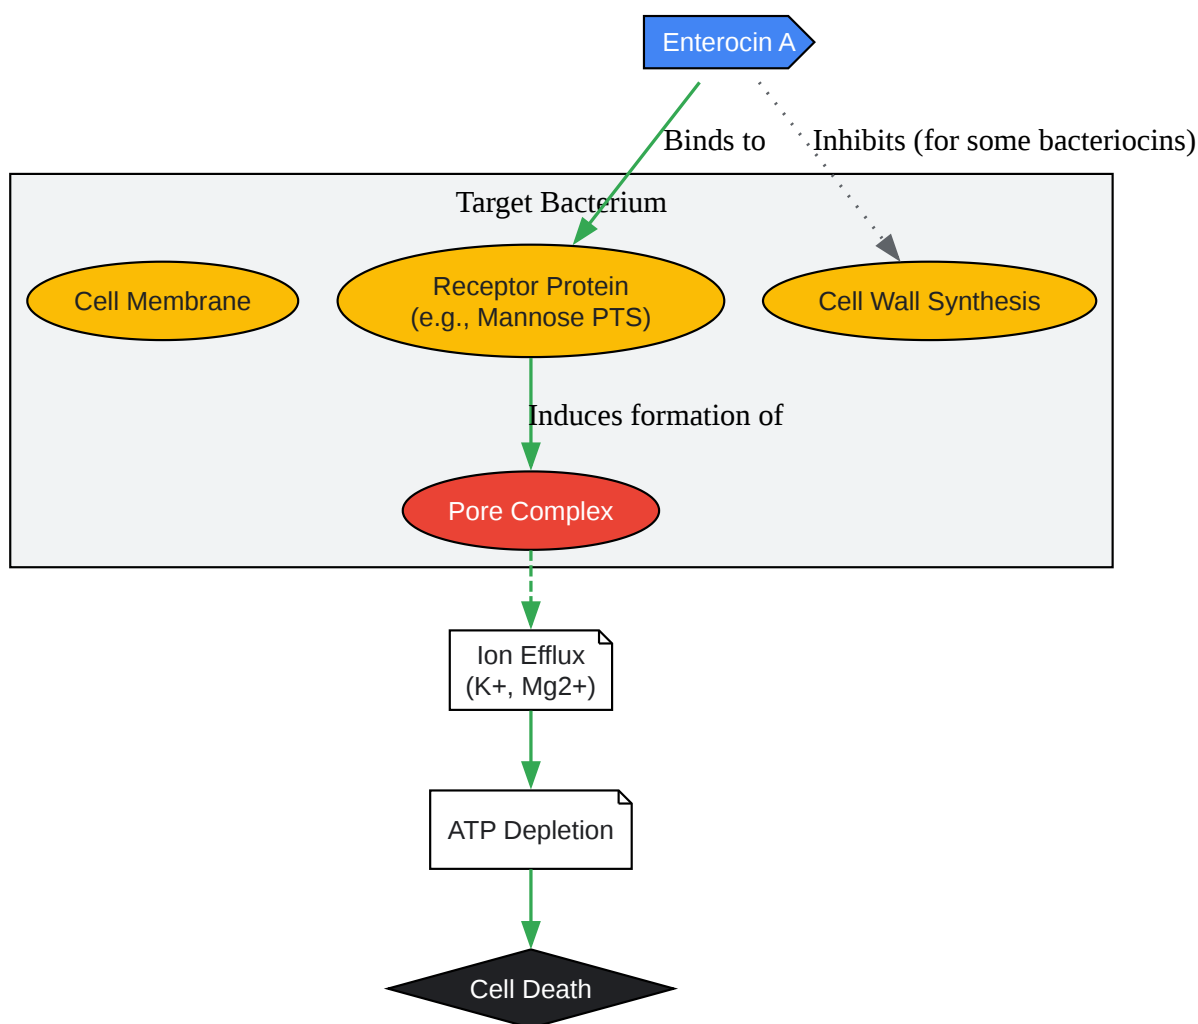 Enterocin A
Binds to
Inhibits (for some bacteriocins)
Target Bacterium
Cell Membrane
Receptor Protein
(e.g., Mannose PTS)
Cell Wall Synthesis
Induces formation of
Pore Complex
Ion Efflux
(K+, Mg2+)
ATP Depletion
Cell Death